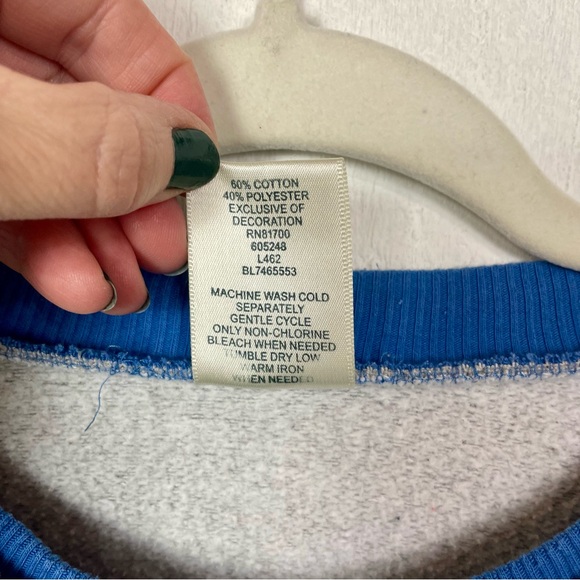 60% COTTON
40% POLYESTER
EXCLUSIVE OF
DECORATION
RN81700
605248
L462
BL7465553
MACHINE WASH COLD
SEPARATELY
GENTLE CYCLE
ONLY NON-CHLORINE
BLEACH WHEN NEEDED
TUMBLE DRY LOW
WARM IRON
WHEN NEEDED